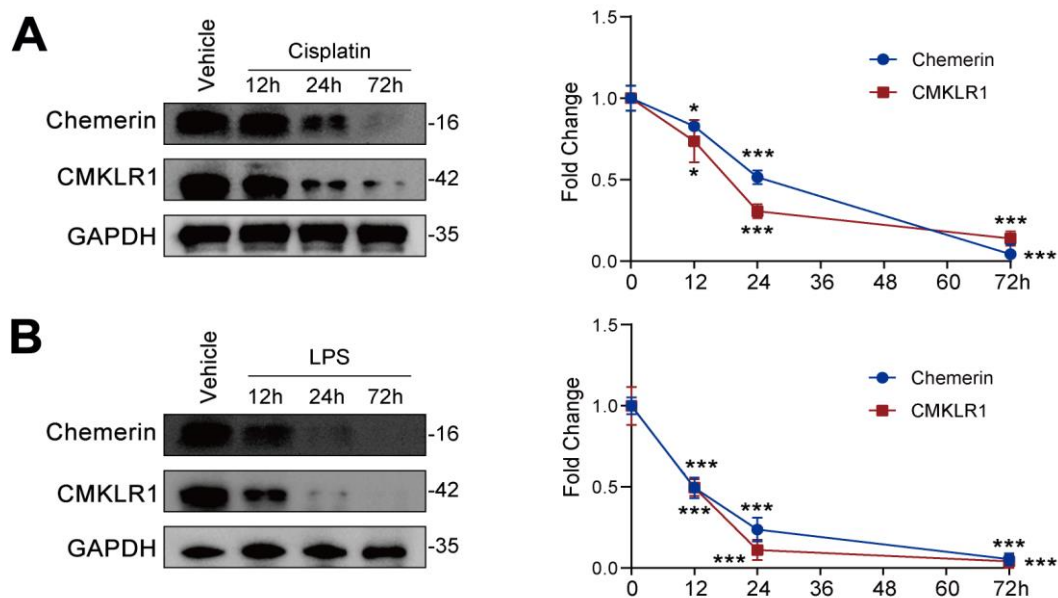 A
Vehicle
Cisplatin
12h 24h 72h
Chemerin
-16
CMKLR1
-42
GAPDH
-35
Fold Change
1.5
1.0
0.5
0.0
0 12 24 36 48 60 72h
Chemerin
CMKLR1
*
*
***
***
***
***
B
Vehicle
LPS
12h 24h 72h
Chemerin
-16
CMKLR1
-42
GAPDH
-35
Fold Change
1.5
1.0
0.5
0.0
0 12 24 36 48 60 72h
Chemerin
CMKLR1
***
***
***
***
***
***